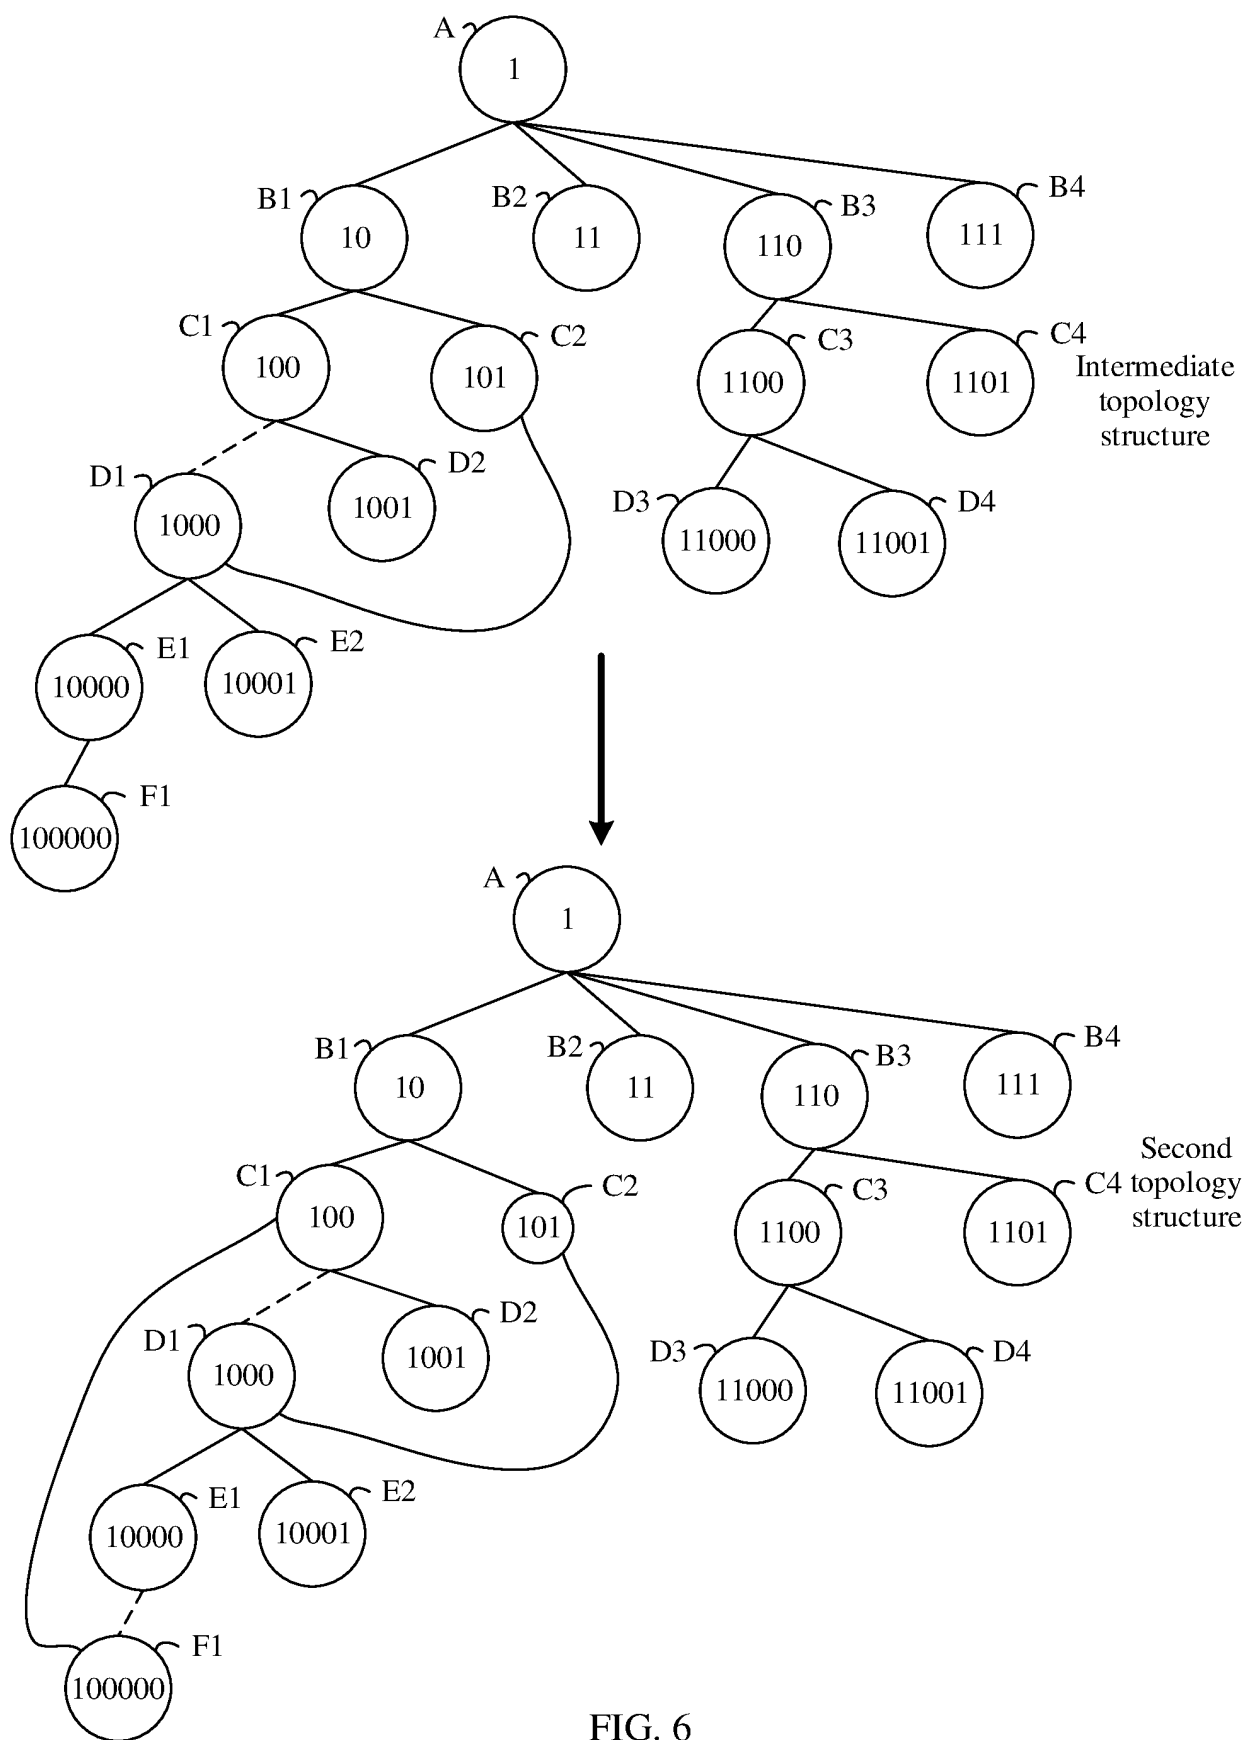 A
1
B1
10
B2
11
B3
110
B4
111
C1
100
C2
101
C3
1100
C4
1101
Intermediate
topology
structure
D1
1000
D2
1001
D3
11000
D4
11001
E1
10000
E2
10001
F1
100000
A
1
B1
10
B2
11
B3
110
B4
111
C1
100
C2
101
C3
1100
C4
1101
Second
topology
structure
D1
1000
D2
1001
D3
11000
D4
11001
E1
10000
E2
10001
F1
100000
FIG. 6